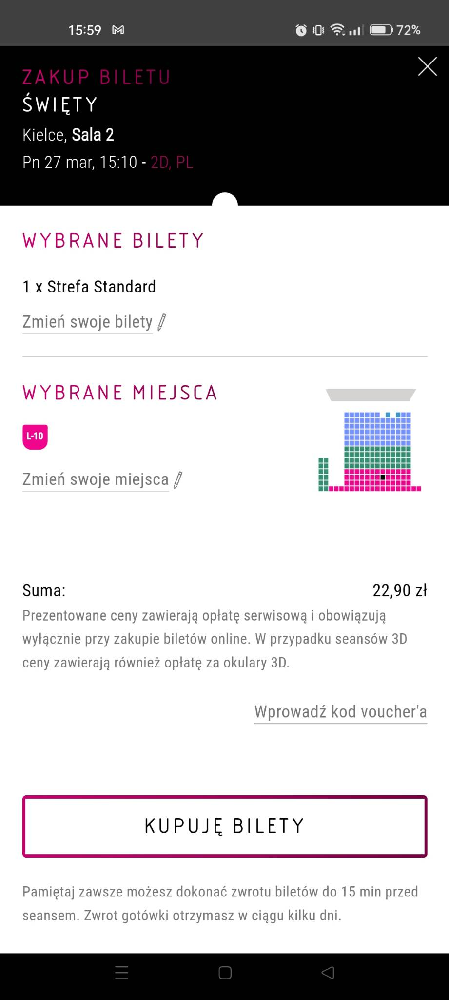 15:59
72%
ZAKUP BILETU
ŚWIĘTY
Kielce, Sala 2
Pn 27 mar, 15:10 - 2D, PL
WYBRANE BILETY
1 x Strefa Standard
Zmień swoje bilety
WYBRANE MIEJSCA
L-10
Zmień swoje miejsca
Suma: 22,90 zł
Prezentowane ceny zawierają opłatę serwisową i obowiązują
wyłącznie przy zakupie biletów online. W przypadku seansów 3D
ceny zawierają również opłatę za okulary 3D.
Wprowadź kod voucher'a
KUPUJĘ BILETY
Pamiętaj zawsze możesz dokonać zwrotu biletów do 15 min przed
seansem. Zwrot gotówki otrzymasz w ciągu kilku dni.